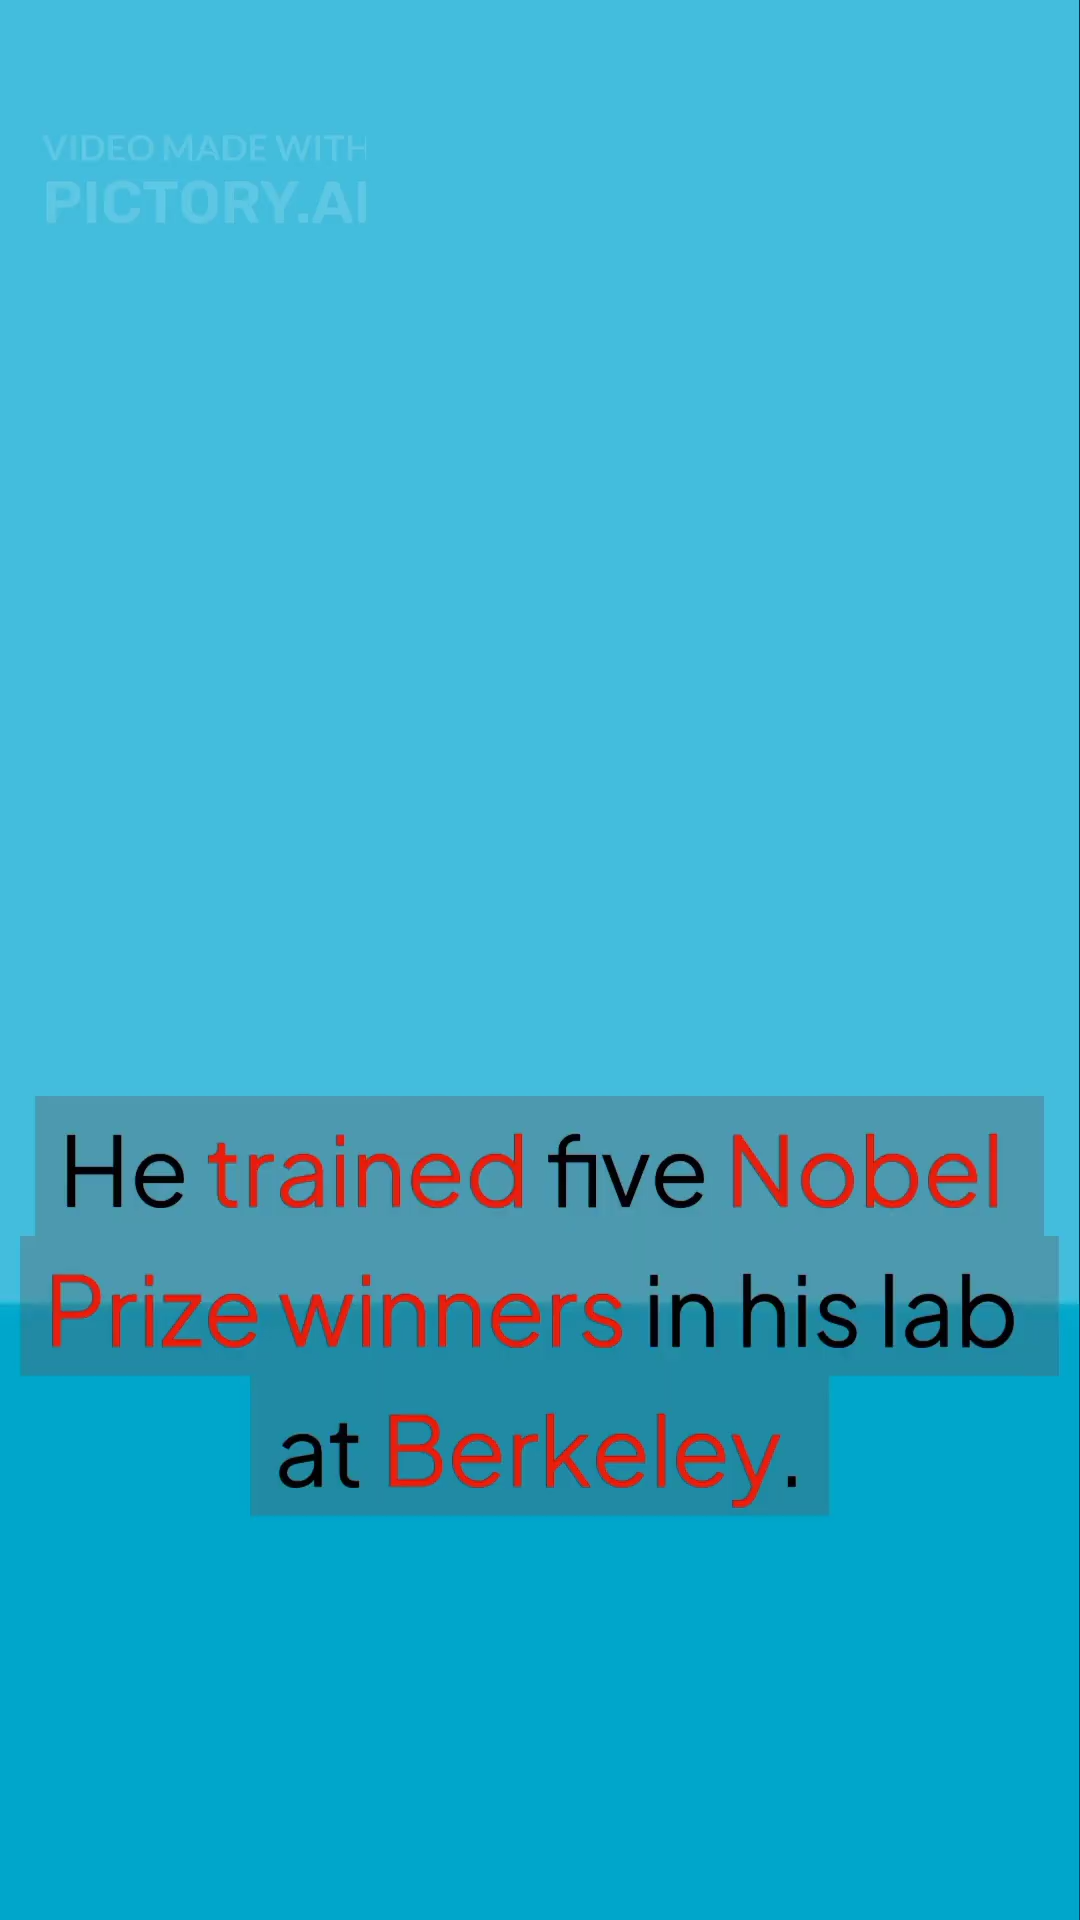 VIDEO MADE WITH
PICTORY.AI
He trained five Nobel
Prize winners in his lab
at Berkeley.